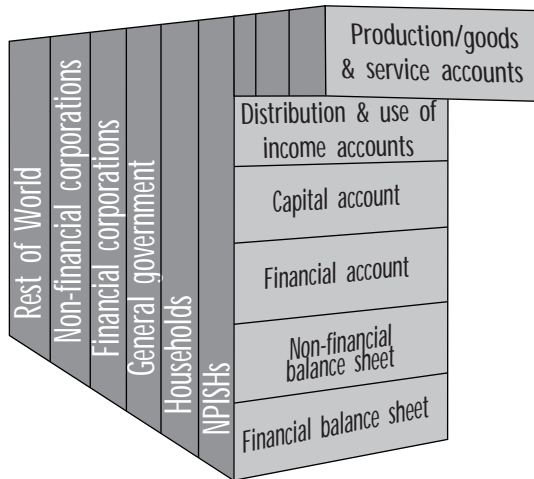 Rest of World
Non-financial corporations
Financial corporations
General government
Households
NPISHs
Production/goods
& service accounts
Distribution & use of
income accounts
Capital account
Financial account
Non-financial
balance sheet
Financial balance sheet